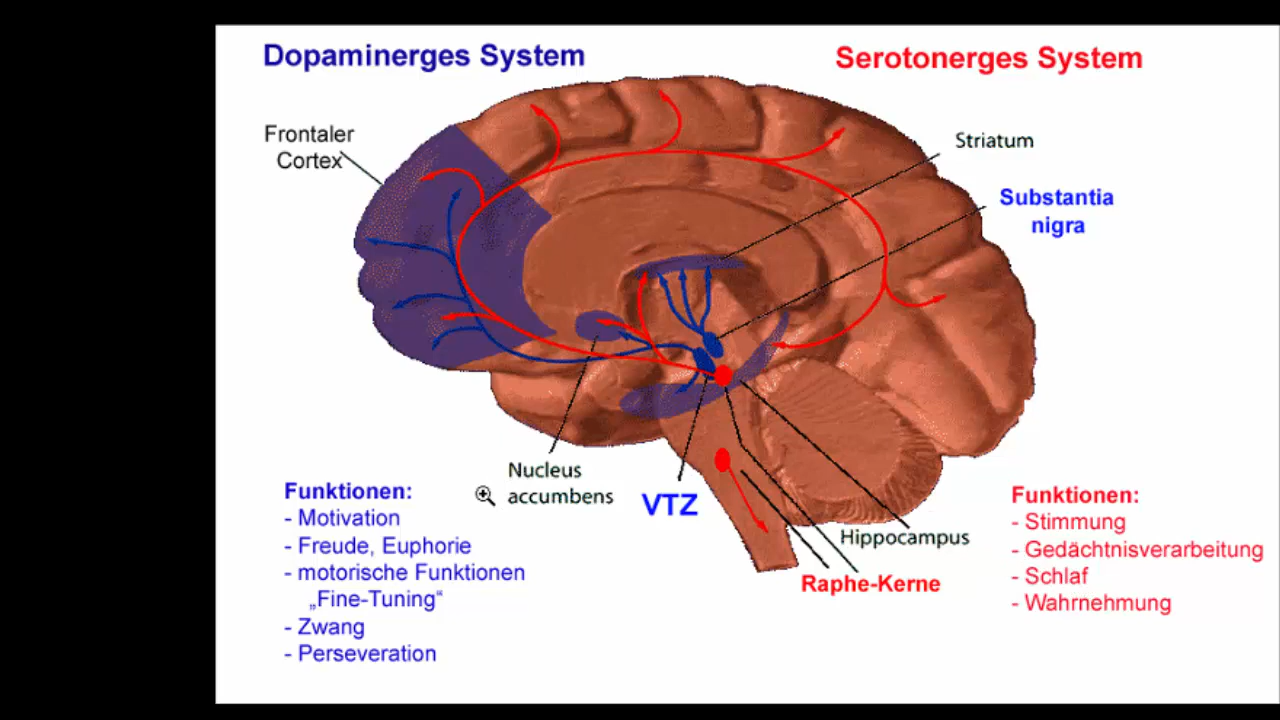 Dopaminerges System
Serotonerges System
Frontaler
Cortex
Striatum
Substantia
nigra
Nucleus
accumbens
VTZ
Hippocampus
Raphe-Kerne
Funktionen:
- Motivation
- Freude, Euphorie
- motorische Funktionen
„Fine-Tuning“
- Zwang
- Perseveration
Funktionen:
- Stimmung
- Gedächtnisverarbeitung
- Schlaf
- Wahrnehmung